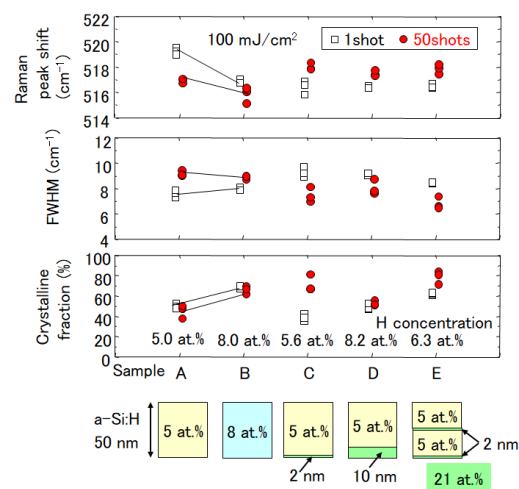 522
520
518
516
514
Raman
peak shift
(cm⁻¹)
100 mJ/cm²
1shot
50shots
12
10
8
6
4
FWHM (cm⁻¹)
100
80
60
40
20
0
Crystalline
fraction (%)
H concentration
5.0 at.% 8.0 at.% 5.6 at.% 8.2 at.% 6.3 at.%
Sample A B C D E
a-Si:H
50 nm
5 at.%
8 at.%
5 at.%
5 at.%
5 at.%
5 at.%
2 nm
2 nm
10 nm
21 at.%